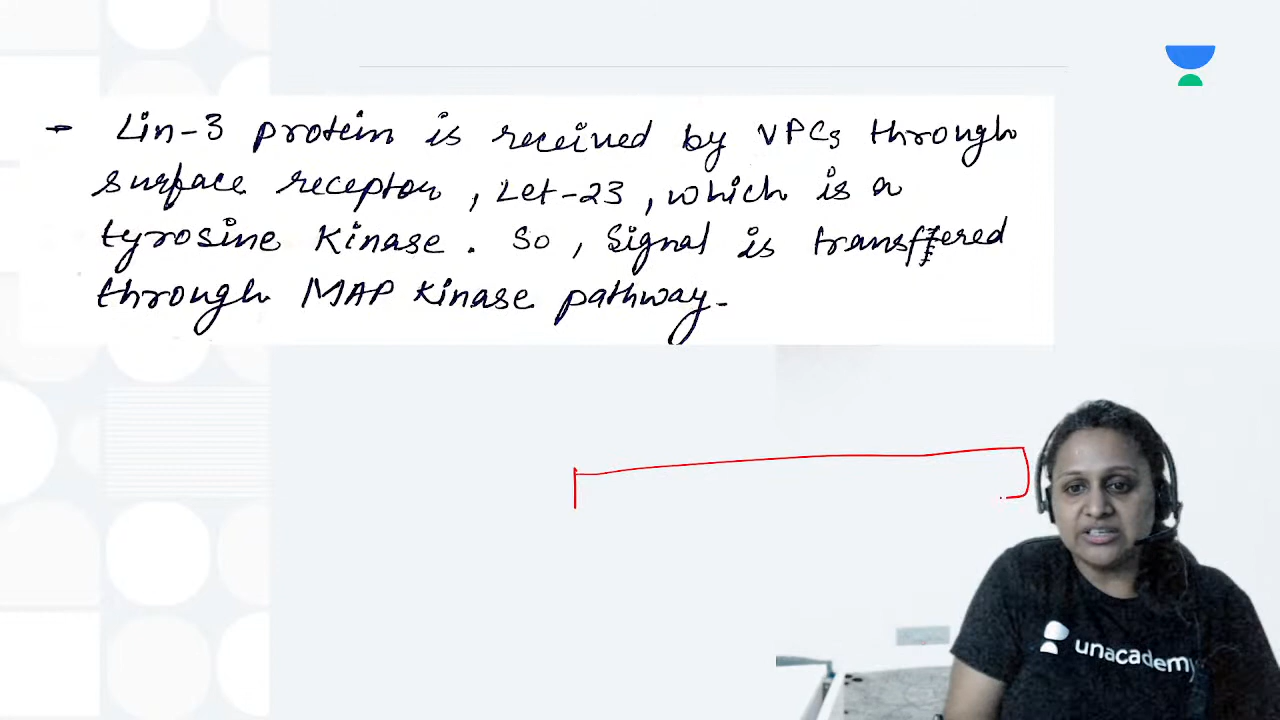 - Lin-3 protein is received by VPCs through
surface receptor, Let-23, which is a
tyrosine kinase. So, signal is transferred
through MAP kinase pathway.
unacademy